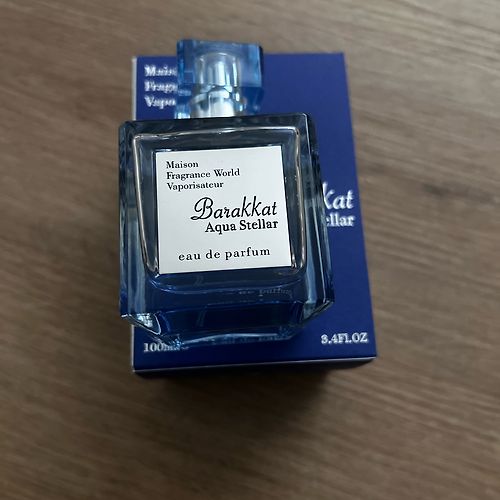 Maison
Fragrance World
Vaporisateur
Barakkat
Aqua Stellar
eau de parfum
3.4FL.OZ